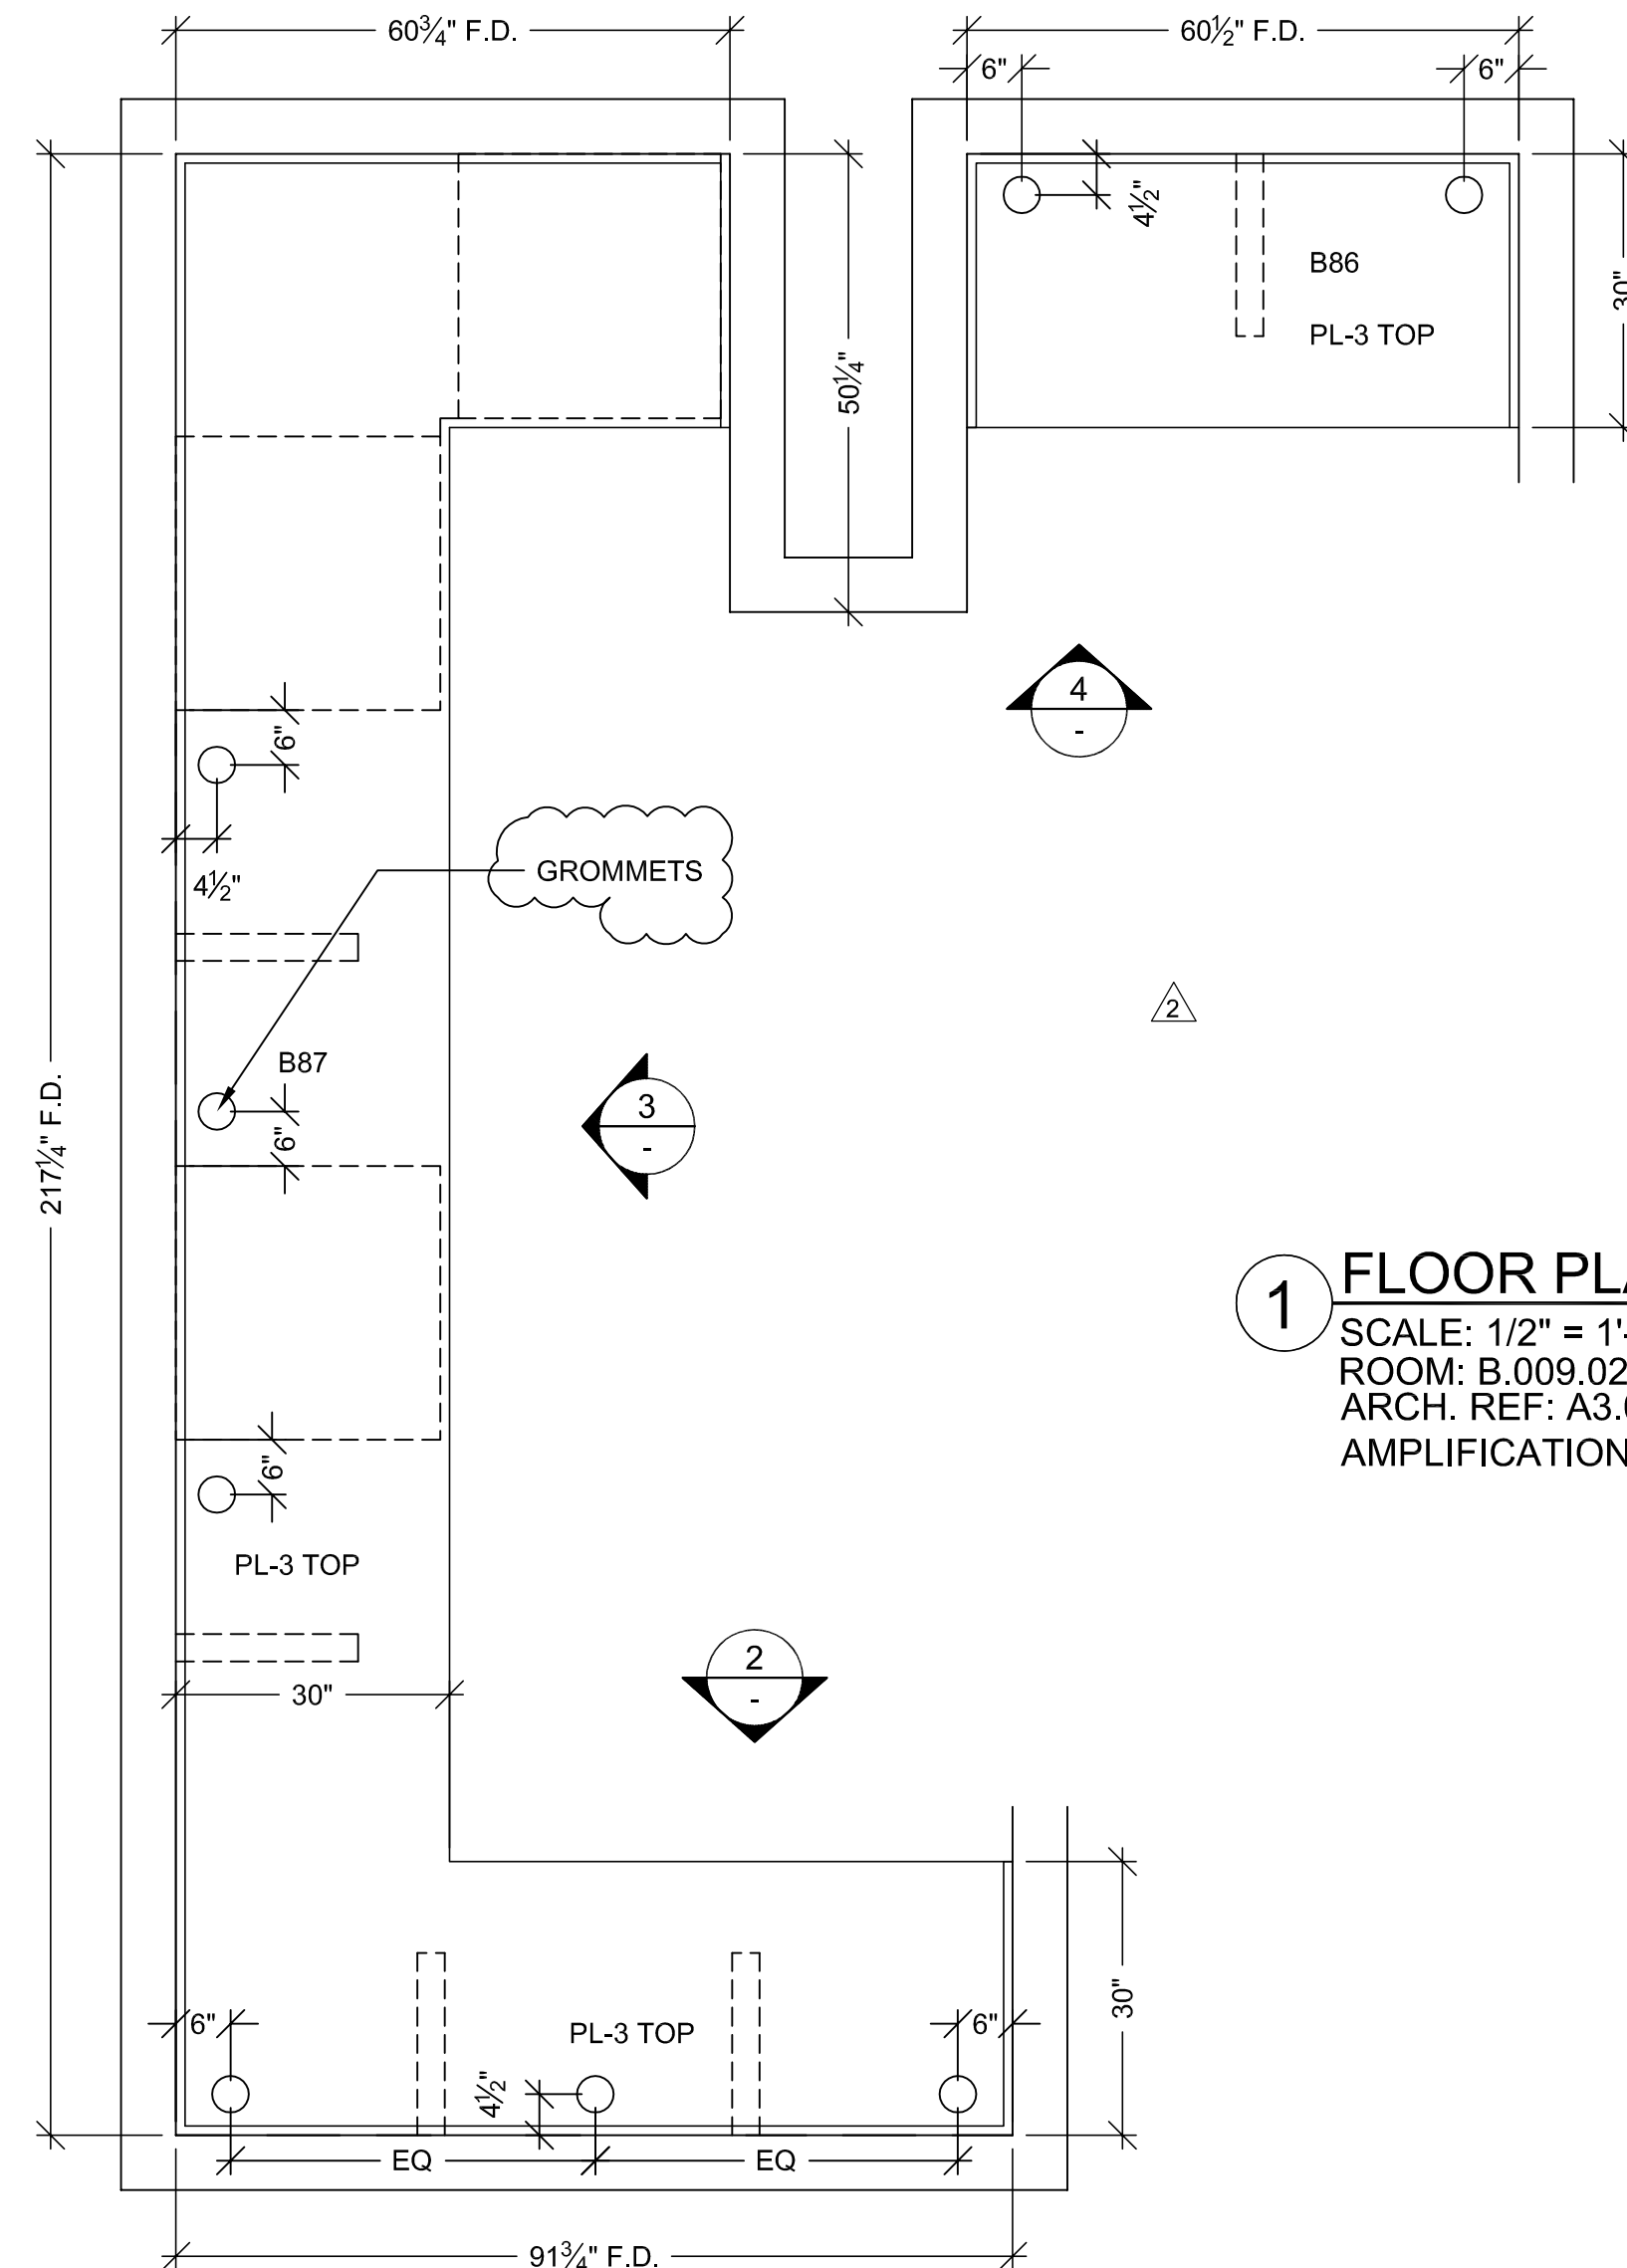 60¾" F.D.
60½" F.D.
6"
6"
4½"
B86
PL-3 TOP
30"
50¼"
4
-
6"
4½"
GROMMETS
2
B87
6"
3
-
217¼" F.D.
1
FLOOR PLA
SCALE: 1/2" = 1'-
ROOM: B.009.02
ARCH. REF: A3.
AMPLIFICATION
6"
PL-3 TOP
2
-
30"
30"
6"
PL-3 TOP
6"
4½"
EQ
EQ
91¾" F.D.